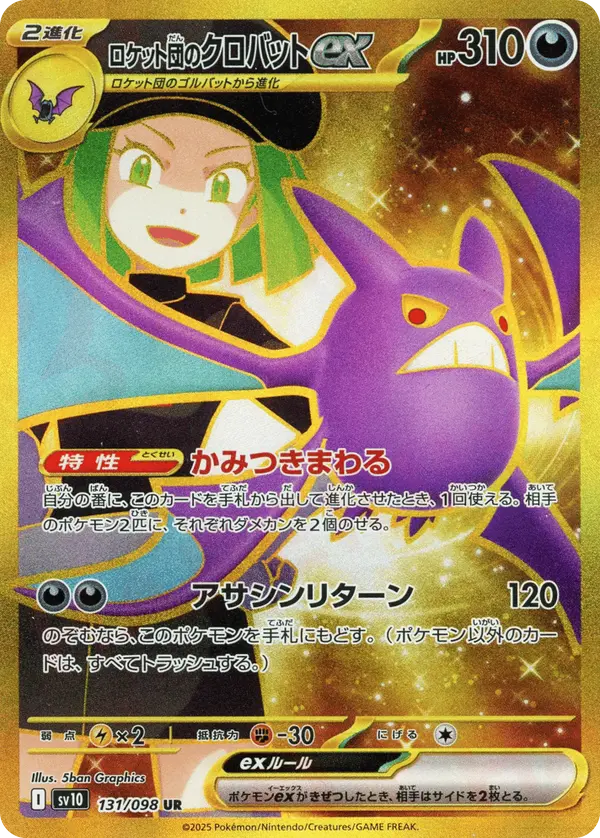 2進化
ロケット団のクロバットex
HP310
ロケット団のゴルバットから進化
特性 かみつきまわる
自分の番に、このカードを手札から出して進化させたとき、1回使える。相手
のポケモン2匹に、それぞれダメカンを2個のせる。
アサシンリターン 120
のぞむなら、このポケモンを手札にもどす。(ポケモン以外のカー
ドは、すべてトラッシュする。)
弱点 ×2 抵抗力 -30 にげる
exルール
ポケモンexがきぜつしたとき、相手はサイドを2枚とる。
Illus. 5ban Graphics
I sv10 131/098 UR
©2025 Pokémon/Nintendo/Creatures/GAME FREAK.